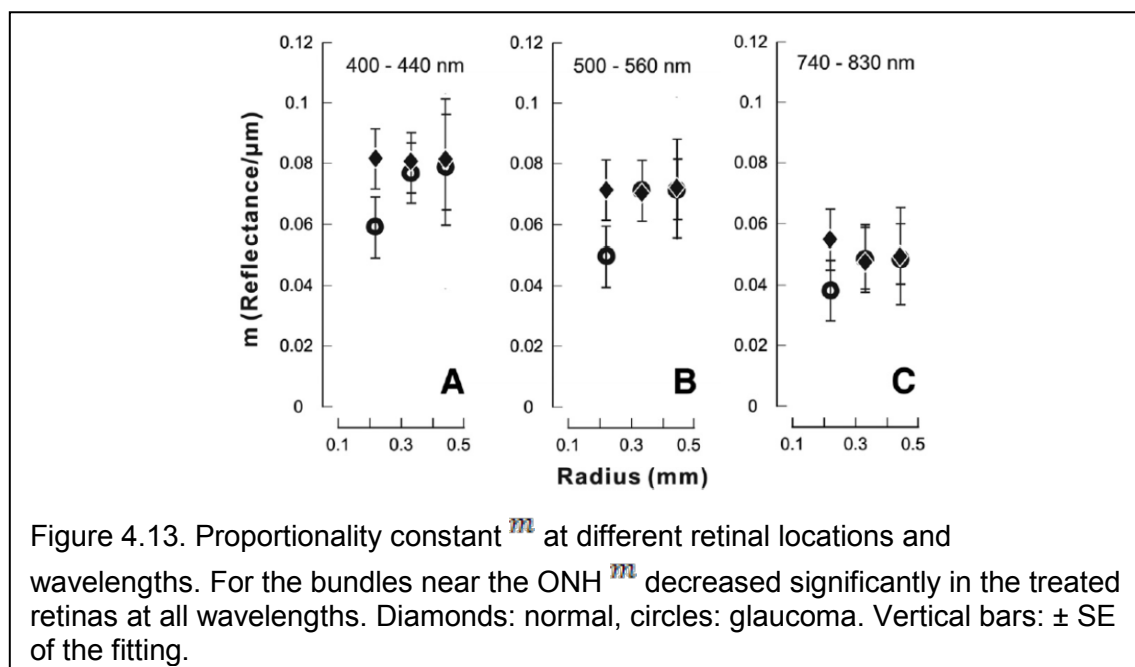 0.12 0.12 0.12
400 - 440 nm 500 - 560 nm 740 - 830 nm
0.1 0.1 0.1
0.08 0.08 0.08
0.06 0.06 0.06
0.04 0.04 0.04
0.02 0.02 0.02
0 0 0
m (Reflectance/μm)
A B C
0.1 0.3 0.5 0.1 0.3 0.5 0.1 0.3 0.5
Radius (mm)
Figure 4.13. Proportionality constant m at different retinal locations and
wavelengths. For the bundles near the ONH m decreased significantly in the treated
retinas at all wavelengths. Diamonds: normal, circles: glaucoma. Vertical bars: ± SE
of the fitting.